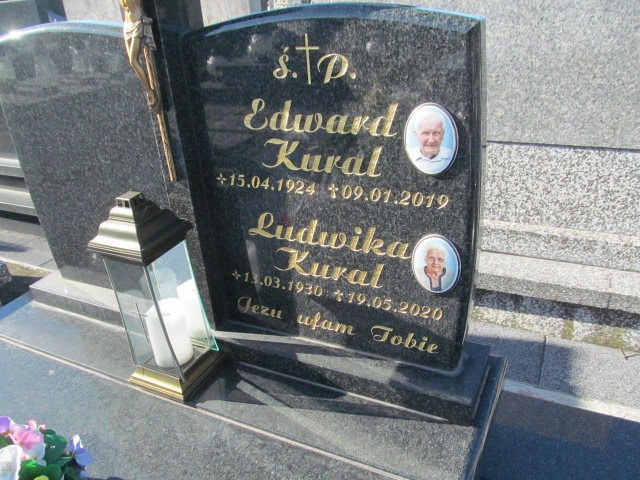 Ś.†P.
Edward
Kural
✢15.04.1924 ✞09.01.2019
Ludwika
Kural
✢13.03.1930 ✞19.05.2020
Jezu ufam Tobie